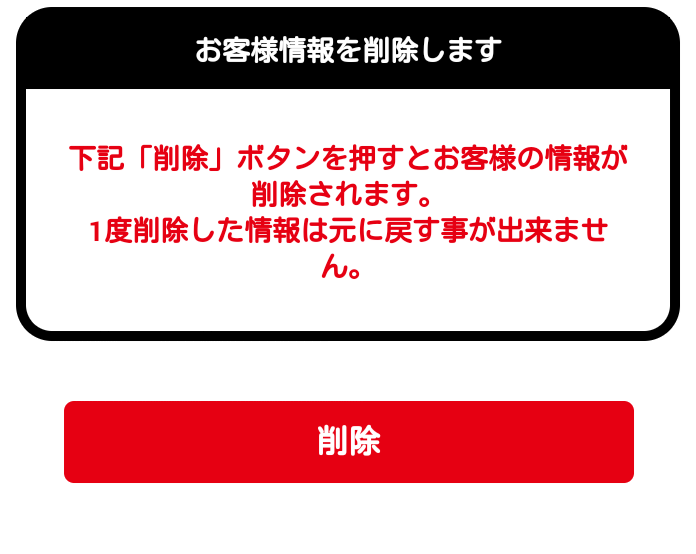 お客様情報を削除します
下記「削除」ボタンを押すとお客様の情報が
削除されます。
1度削除した情報は元に戻す事が出来ませ
ん。
削除